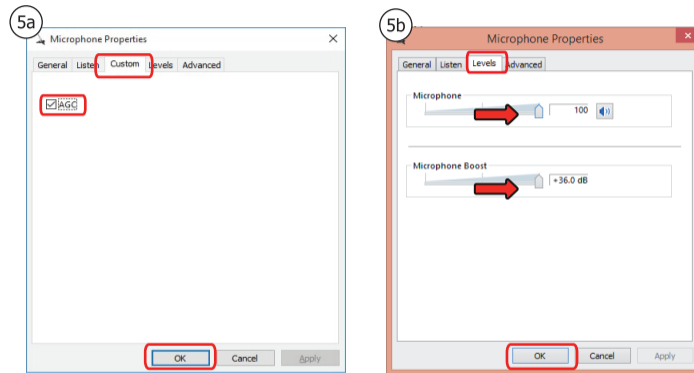 5a
Microphone Properties
General Listen Custom Levels Advanced
AGC
OK Cancel Apply
5b
Microphone Properties
General Listen Levels Advanced
Microphone
100
Microphone Boost
+36.0 dB
OK Cancel Apply